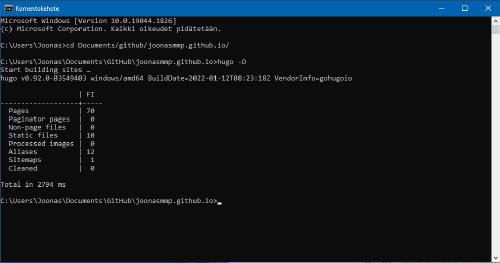 Komentokehote
Microsoft Windows [Version 10.0.19044.1826]
(c) Microsoft Corporation. Kaikki oikeudet pidätetään.
C:\Users\Joonas>cd Documents/github/joonasmmp.github.io/
C:\Users\Joonas\Documents\GitHub\joonasmmp.github.io>hugo -D
Start building sites …
hugo v0.92.0-B3549403 windows/amd64 BuildDate=2022-01-12T08:23:18Z VendorInfo=gohugoio
| FI
-------------------+-----
Pages | 70
Paginator pages | 0
Non-page files | 0
Static files | 10
Processed images | 0
Aliases | 12
Sitemaps | 1
Cleaned | 0
Total in 2794 ms
C:\Users\Joonas\Documents\GitHub\joonasmmp.github.io>